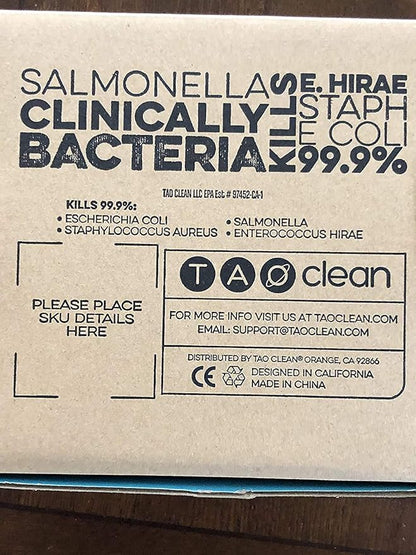 SALMONELLA KILLS E. HIRAE
CLINICALLY STAPH
E COLI
BACTERIA 99.9%
TAO CLEAN LLC EPA Est # 97452-CA-1
KILLS 99.9%:
• ESCHERICHIA COLI • SALMONELLA
• STAPHYLOCOCCUS AUREUS • ENTEROCOCCUS HIRAE
PLEASE PLACE
SKU DETAILS
HERE
TAO clean
FOR MORE INFO VISIT US AT TAOCLEAN.COM
EMAIL: SUPPORT@TAOCLEAN.COM
DISTRIBUTED BY TAO CLEAN® ORANGE, CA 92866
CE DESIGNED IN CALIFORNIA
MADE IN CHINA